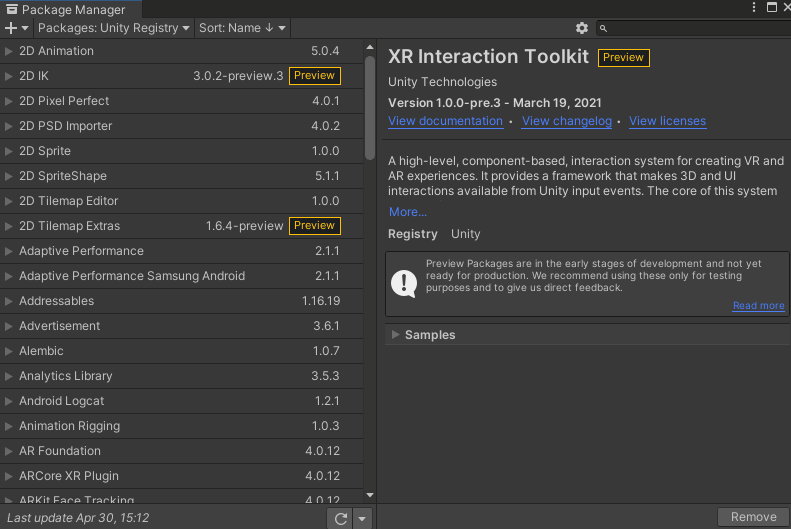 Package Manager
Packages: Unity Registry
Sort: Name ↓
2D Animation 5.0.4
2D IK 3.0.2-preview.3 Preview
2D Pixel Perfect 4.0.1
2D PSD Importer 4.0.2
2D Sprite 1.0.0
2D SpriteShape 5.1.1
2D Tilemap Editor 1.0.0
2D Tilemap Extras 1.6.4-preview Preview
Adaptive Performance 2.1.1
Adaptive Performance Samsung Android 2.1.1
Addressables 1.16.19
Advertisement 3.6.1
Alembic 1.0.7
Analytics Library 3.5.3
Android Logcat 1.2.1
Animation Rigging 1.0.3
AR Foundation 4.0.12
ARCore XR Plugin 4.0.12
ARKit Face Tracking 4.0.12
Last update Apr 30, 15:12
XR Interaction Toolkit Preview
Unity Technologies
Version 1.0.0-pre.3 - March 19, 2021
View documentation • View changelog • View licenses
A high-level, component-based, interaction system for creating VR and
AR experiences. It provides a framework that makes 3D and UI
interactions available from Unity input events. The core of this system
More...
Registry Unity
Preview Packages are in the early stages of development and not yet
ready for production. We recommend using these only for testing
purposes and to give us direct feedback.
Read more
Samples
Remove